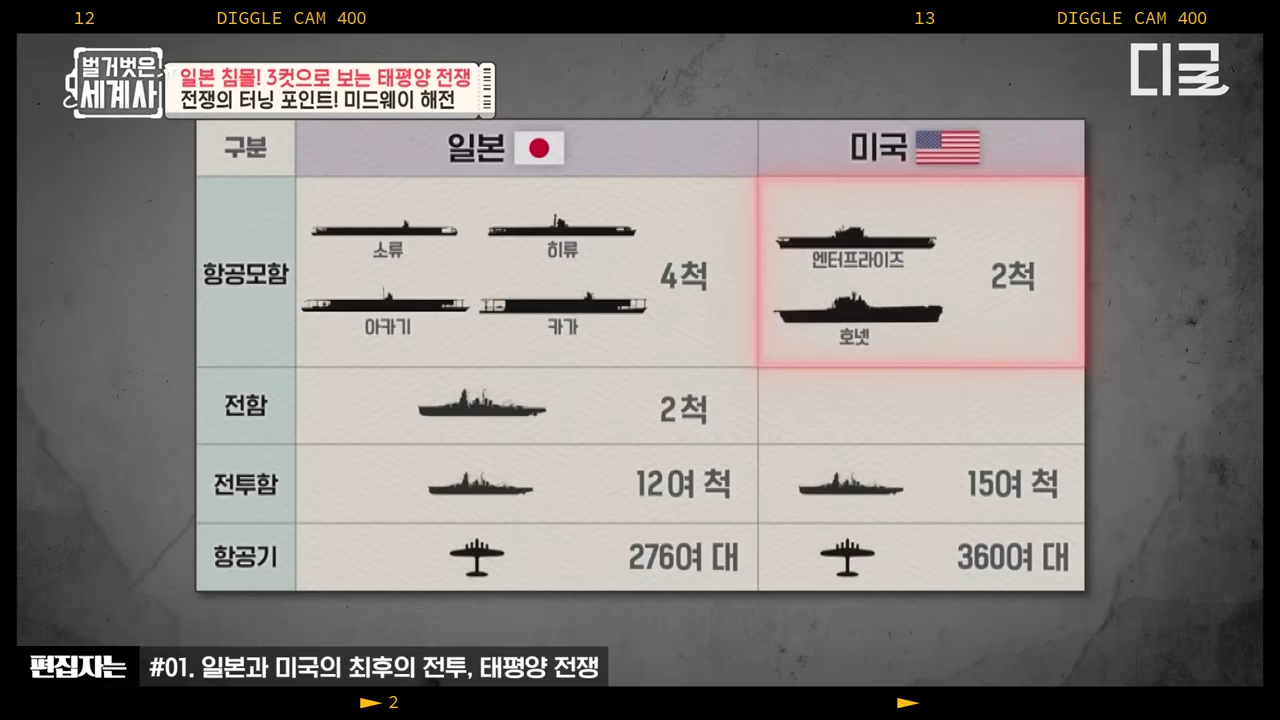 12 DIGGLE CAM 400 13 DIGGLE CAM 400
벌거벗은
세계사
일본 침몰! 3컷으로 보는 태평양 전쟁
전쟁의 터닝 포인트! 미드웨이 해전
디글
구분 일본 미국
항공모함 소류 히류 아카기 카가 4척 엔터프라이즈 호넷 2척
전함 2척
전투함 12여 척 15여 척
항공기 276여 대 360여 대
편집자는 #01. 일본과 미국의 최후의 전투, 태평양 전쟁
2